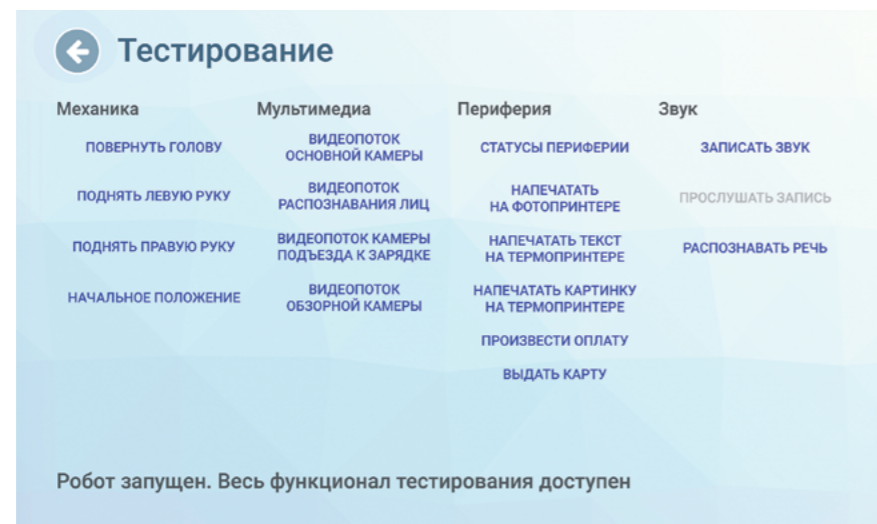 Тестирование
Механика
ПОВЕРНУТЬ ГОЛОВУ
ПОДНЯТЬ ЛЕВУЮ РУКУ
ПОДНЯТЬ ПРАВУЮ РУКУ
НАЧАЛЬНОЕ ПОЛОЖЕНИЕ
Мультимедиа
ВИДЕОПОТОК
ОСНОВНОЙ КАМЕРЫ
ВИДЕОПОТОК
РАСПОЗНАВАНИЯ ЛИЦ
ВИДЕОПОТОК КАМЕРЫ
ПОДЪЕЗДА К ЗАРЯДКЕ
ВИДЕОПОТОК
ОБЗОРНОЙ КАМЕРЫ
Периферия
СТАТУСЫ ПЕРИФЕРИИ
НАПЕЧАТАТЬ
НА ФОТОПРИНТЕРЕ
НАПЕЧАТАТЬ ТЕКСТ
НА ТЕРМОПРИНТЕРЕ
НАПЕЧАТАТЬ КАРТИНКУ
НА ТЕРМОПРИНТЕРЕ
ПРОИЗВЕСТИ ОПЛАТУ
ВЫДАТЬ КАРТУ
Звук
ЗАПИСАТЬ ЗВУК
ПРОСЛУШАТЬ ЗАПИСЬ
РАСПОЗНАВАТЬ РЕЧЬ
Робот запущен. Весь функционал тестирования доступен